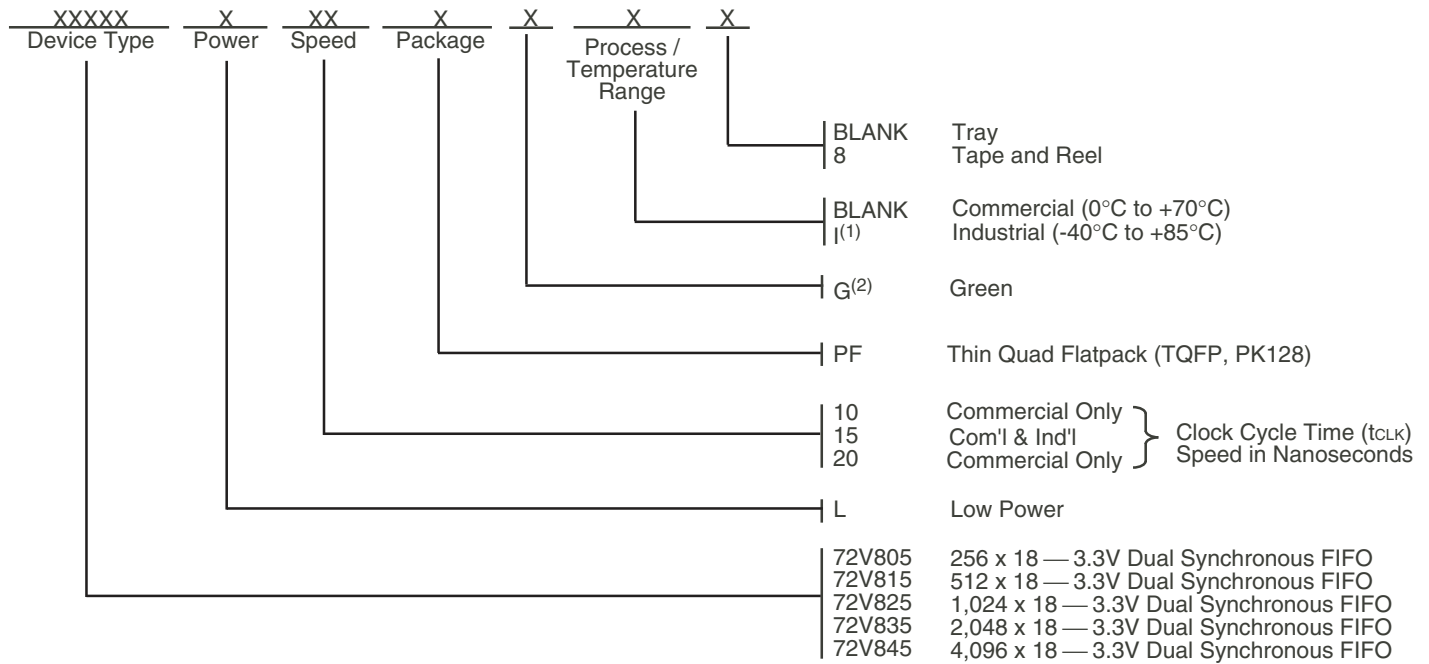 XXXXX X XX X X X X
Device Type Power Speed Package
Process /
Temperature
Range
BLANK Tray
8 Tape and Reel
BLANK Commercial (0°C to +70°C)
I(1) Industrial (-40°C to +85°C)
G(2) Green
PF Thin Quad Flatpack (TQFP, PK128)
10 Commercial Only
15 Com'l & Ind'l
20 Commercial Only
Clock Cycle Time (tCLK)
Speed in Nanoseconds
L Low Power
72V805 256 x 18 — 3.3V Dual Synchronous FIFO
72V815 512 x 18 — 3.3V Dual Synchronous FIFO
72V825 1,024 x 18 — 3.3V Dual Synchronous FIFO
72V835 2,048 x 18 — 3.3V Dual Synchronous FIFO
72V845 4,096 x 18 — 3.3V Dual Synchronous FIFO